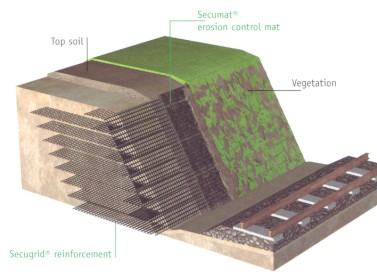 Secumat®
erosion control mat
Top soil
Vegetation
Secugrid® reinforcement